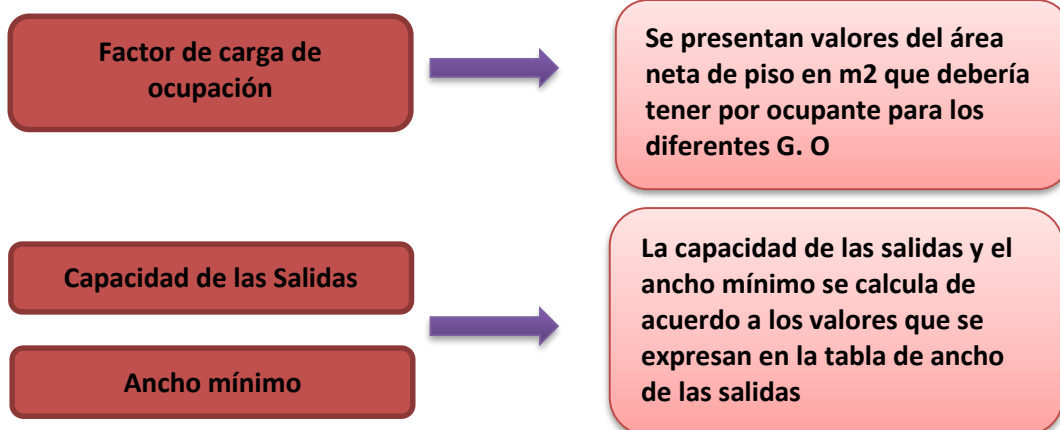 Factor de carga de
ocupación
Se presentan valores del área
neta de piso en m2 que debería
tener por ocupante para los
diferentes G. O
Capacidad de las Salidas
Ancho mínimo
La capacidad de las salidas y el
ancho mínimo se calcula de
acuerdo a los valores que se
expresan en la tabla de ancho
de las salidas